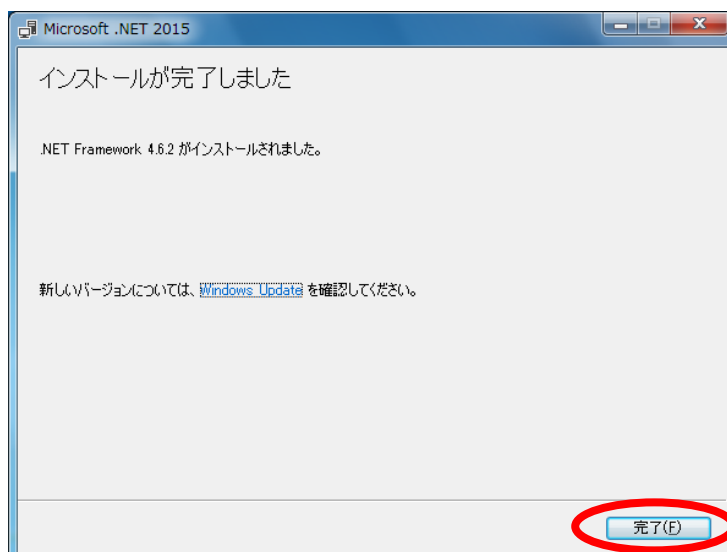 Microsoft .NET 2015
インストールが完了しました
.NET Framework 4.6.2 がインストールされました。
新しいバージョンについては、Windows Update を確認してください。
完了(F)